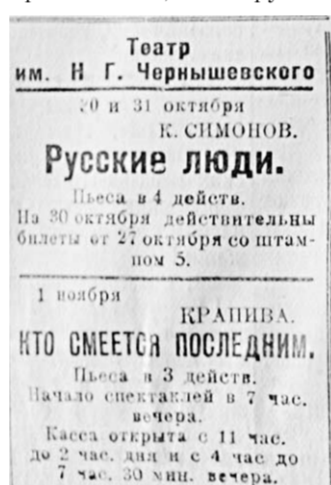 Театр
им. Н Г. Чернышевского
30 и 31 октября
К. СИМОНОВ.
Русские люди.
Пьеса в 4 действ.
На 30 октября действительны
билеты от 27 октября со штам-
пом 5.
1 ноября
КРАПИВА.
КТО СМЕЕТСЯ ПОСЛЕДНИМ.
Пьеса в 3 действ.
Начало спектаклей в 7 час.
вечера.
Касса открыта с 11 час.
до 2 час. дня и с 4 час до
7 час. 30 мин. вечера.